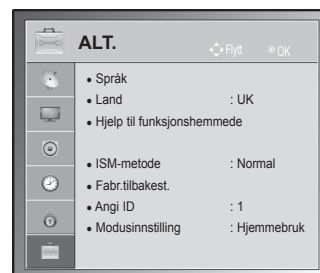 ALT.
Flytt
OK
• Språk
• Land : UK
• Hjelp til funksjonshemmede
• ISM-metode : Normal
• Fabr.tilbakest.
• Angi ID : 1
• Modusinnstilling : Hjemmebruk